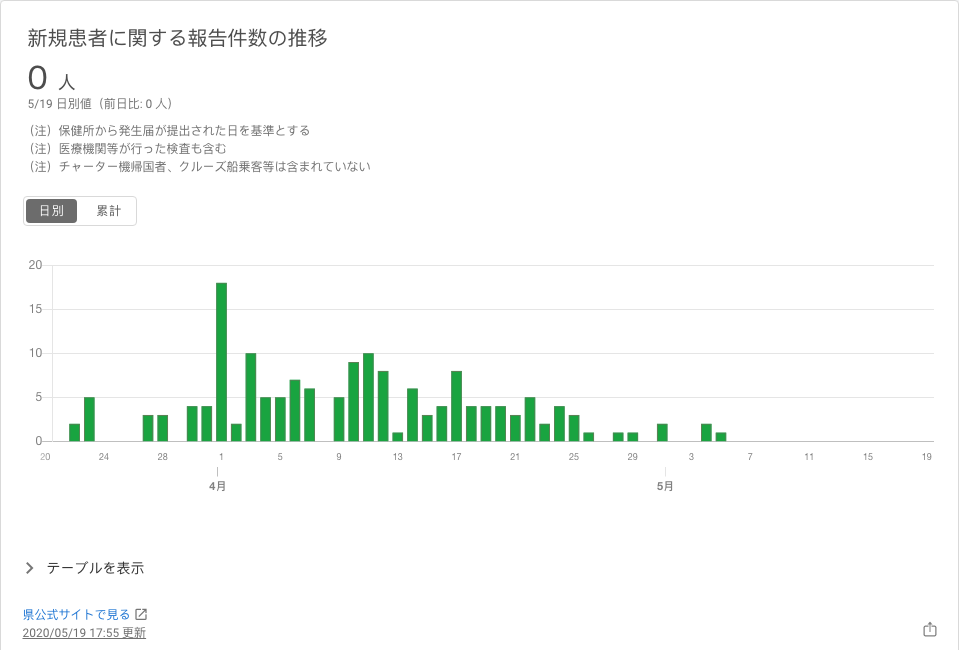 新規患者に関する報告件数の推移
0 人
5/19 日別値（前日比: 0 人）
（注）保健所から発生届が提出された日を基準とする
（注）医療機関等が行った検査も含む
（注）チャーター機帰国者、クルーズ船乗客等は含まれていない
日別 累計
20
15
10
5
0
20 24 28 1 5 9 13 17 21 25 29 3 7 11 15 19
4月 5月
テーブルを表示
県公式サイトで見る
2020/05/19 17:55 更新